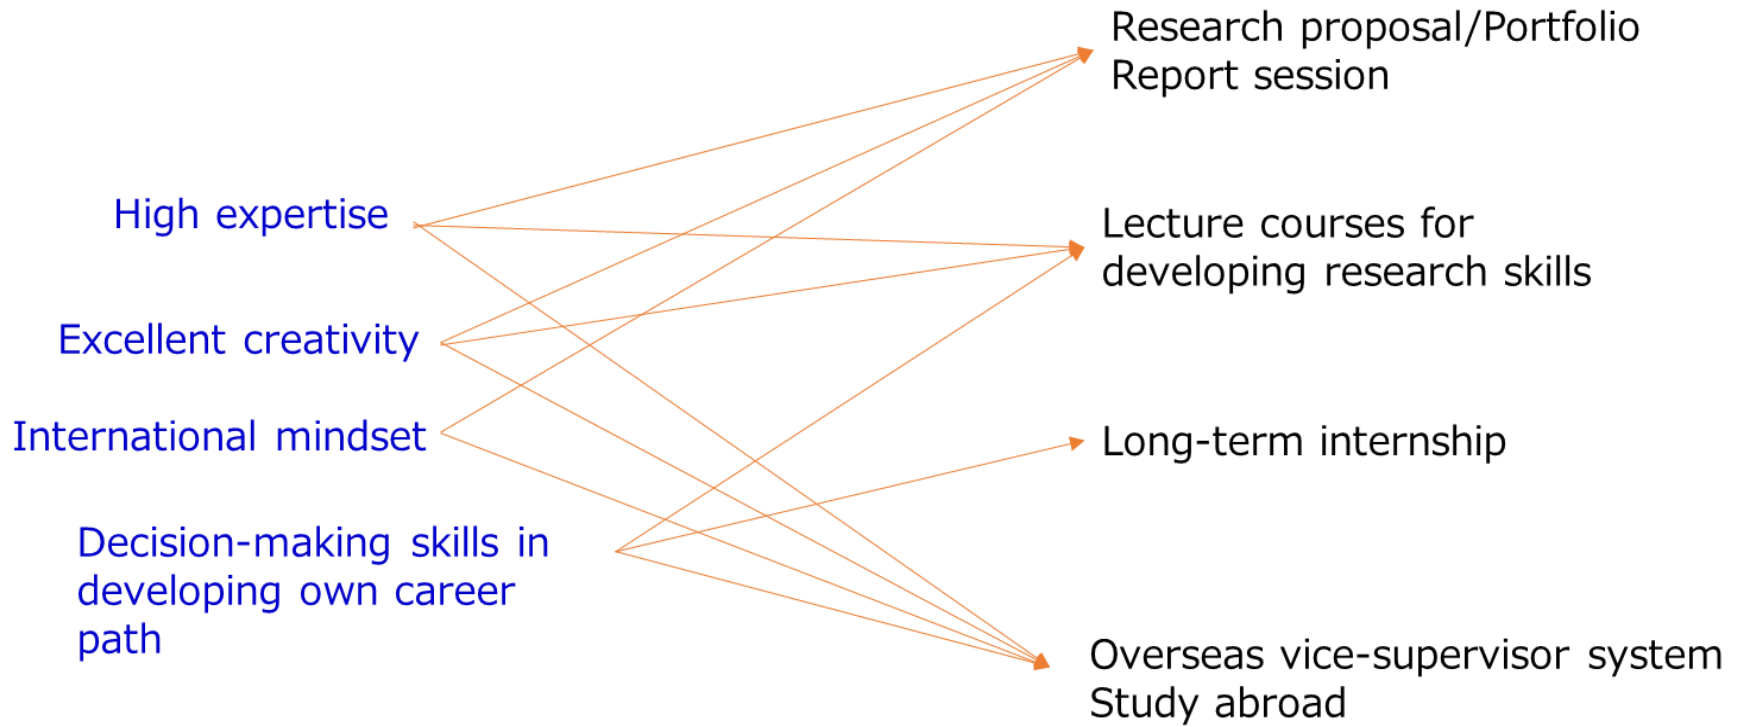 Research proposal/Portfolio
Report session
High expertise
Lecture courses for
developing research skills
Excellent creativity
International mindset
Long-term internship
Decision-making skills in
developing own career
path
Overseas vice-supervisor system
Study abroad